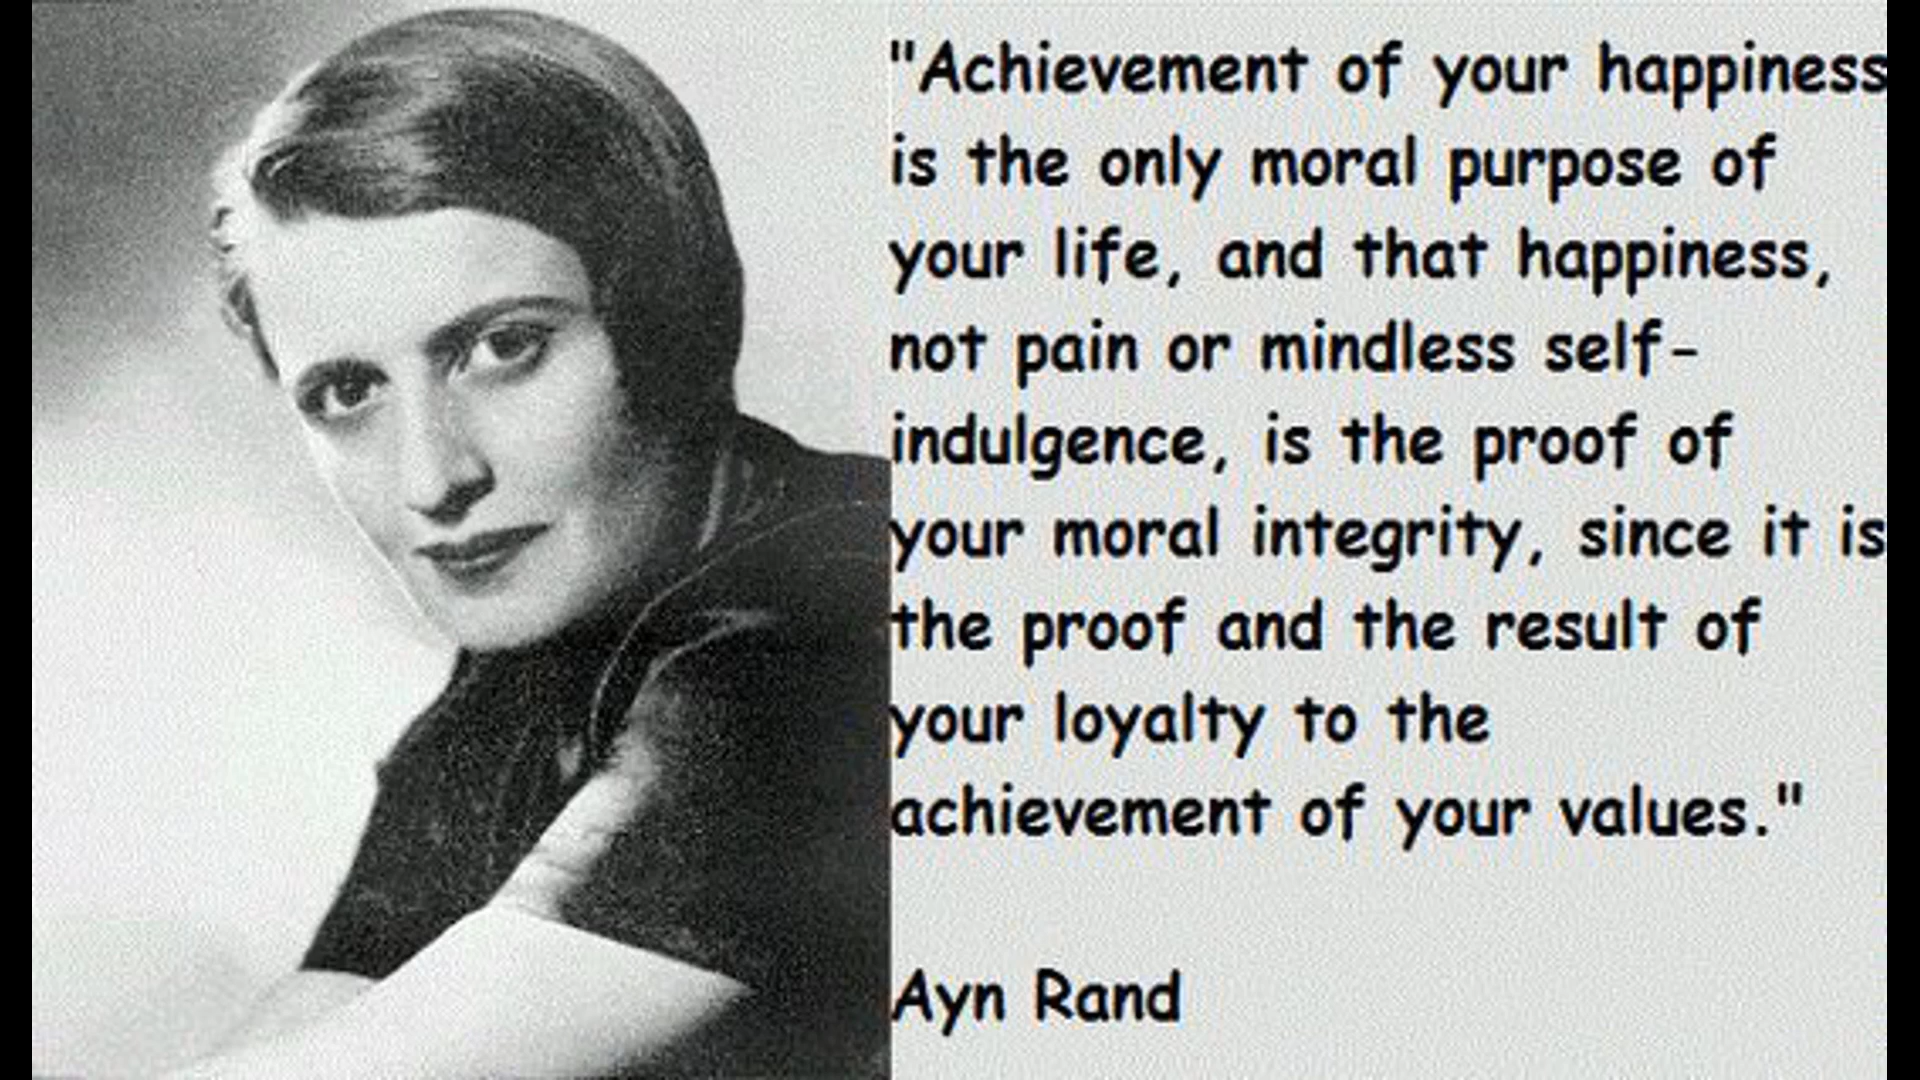 "Achievement of your happiness
is the only moral purpose of
your life, and that happiness,
not pain or mindless self-
indulgence, is the proof of
your moral integrity, since it is
the proof and the result of
your loyalty to the
achievement of your values."
Ayn Rand